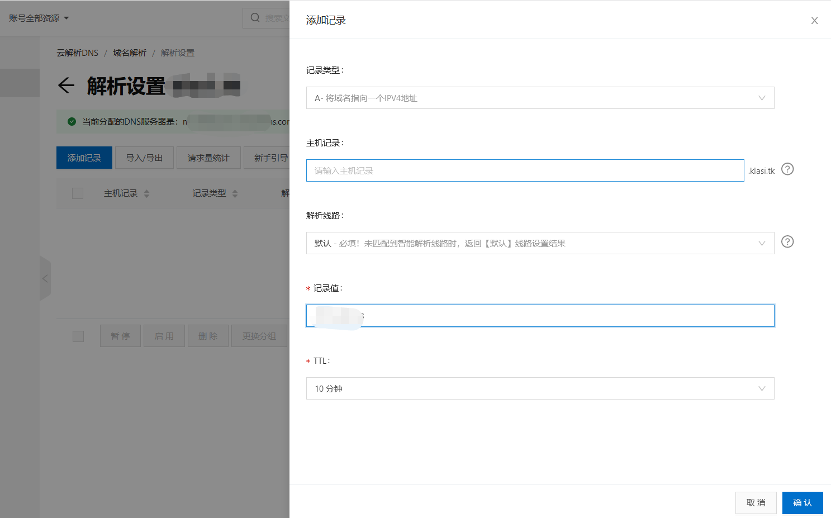 账号全部资源
添加记录
云解析DNS / 域名解析 / 解析设置
解析设置
当前分配的DNS服务器是：
添加记录 导入/导出 请求量统计 新手引导
主机记录 记录类型 解
暂停 启用 删除 更换分组
记录类型：
A- 将域名指向一个IPV4地址
主机记录：
请输入主机记录 .kiasi.tk
解析线路：
默认 - 必填！未匹配到智能解析线路时，返回【默认】线路设置结果
* 记录值：
* TTL：
10 分钟
取消 确认